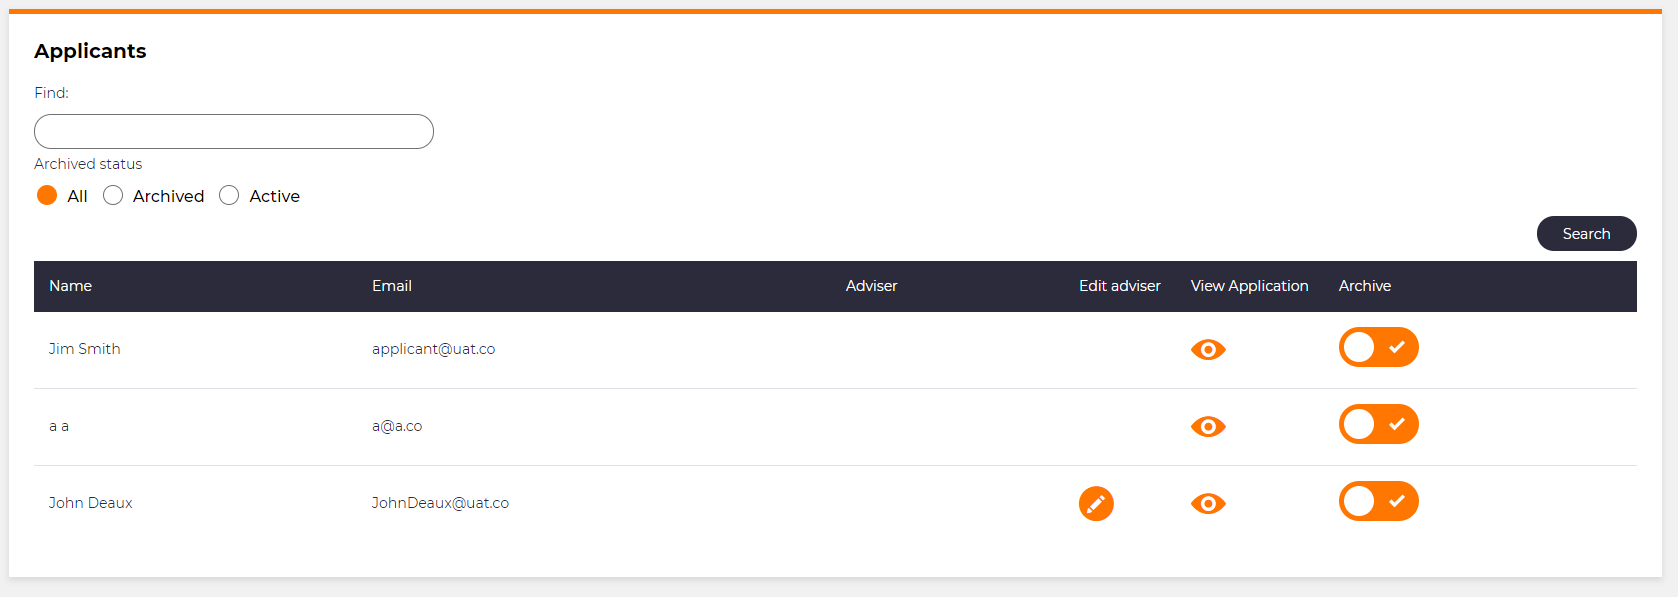 Applicants
Find:
Archived status
All Archived Active
Search
Name Email Adviser Edit adviser View Application Archive
Jim Smith applicant@uat.co
a a a@a.co
John Deaux JohnDeaux@uat.co